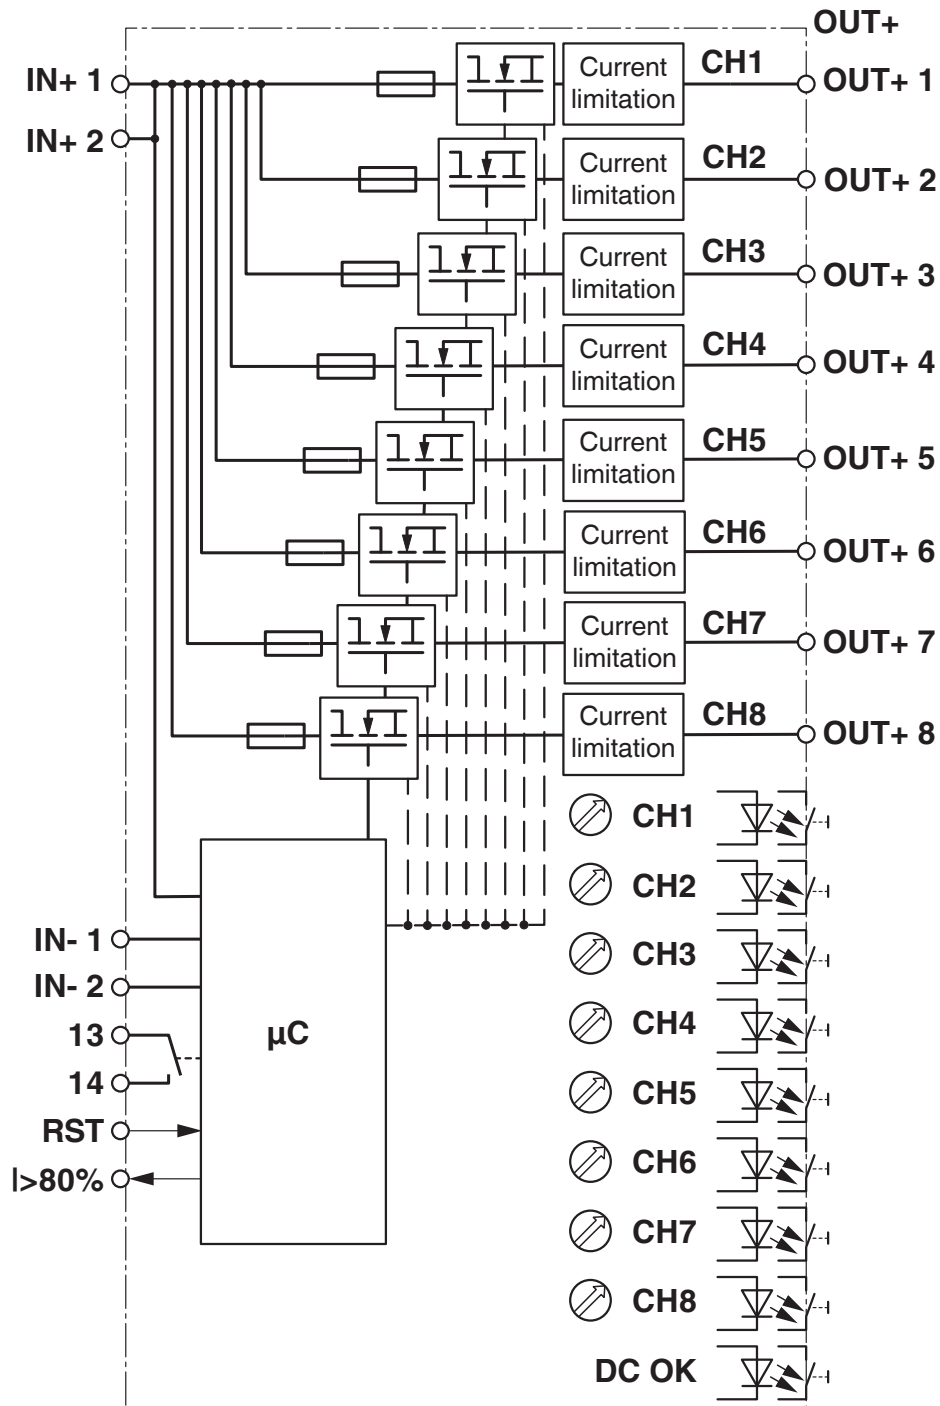 OUT+
IN+ 1
Current
limitation
CH1
OUT+ 1
IN+ 2
Current
limitation
CH2
OUT+ 2
Current
limitation
CH3
OUT+ 3
Current
limitation
CH4
OUT+ 4
Current
limitation
CH5
OUT+ 5
Current
limitation
CH6
OUT+ 6
Current
limitation
CH7
OUT+ 7
Current
limitation
CH8
OUT+ 8
IN- 1
IN- 2
13
14
RST
I>80%
µC
CH1
CH2
CH3
CH4
CH5
CH6
CH7
CH8
DC OK